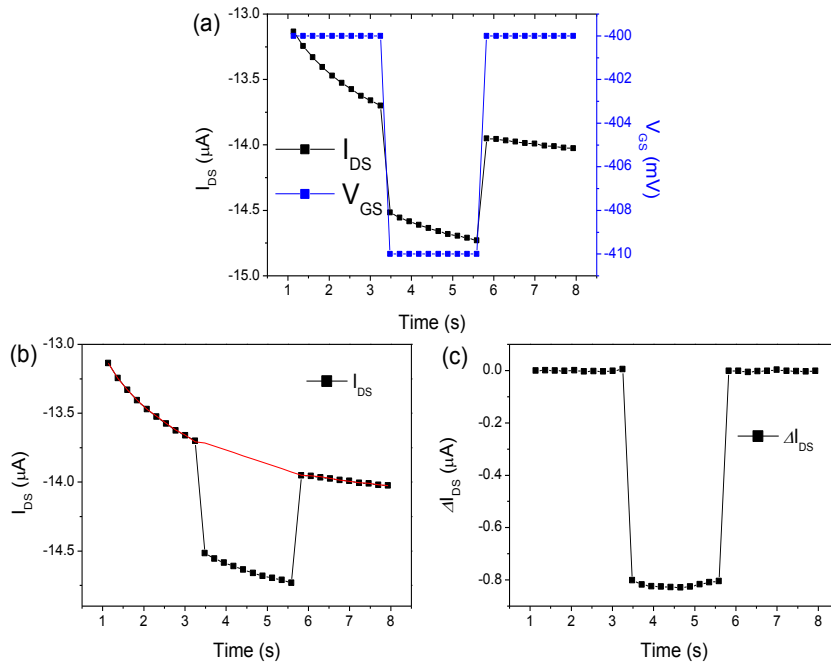 (a)
-13.0
-13.5
-14.0
-14.5
-15.0
I_DS (μA)
I_DS
V_GS
-400
-402
-404
-406
-408
-410
V_GS (mV)
1 2 3 4 5 6 7 8
Time (s)
(b)
-13.0
-13.5
-14.0
-14.5
I_DS (μA)
I_DS
1 2 3 4 5 6 7 8
Time (s)
(c)
0.0
-0.2
-0.4
-0.6
-0.8
ΔI_DS (μA)
ΔI_DS
1 2 3 4 5 6 7 8
Time (s)